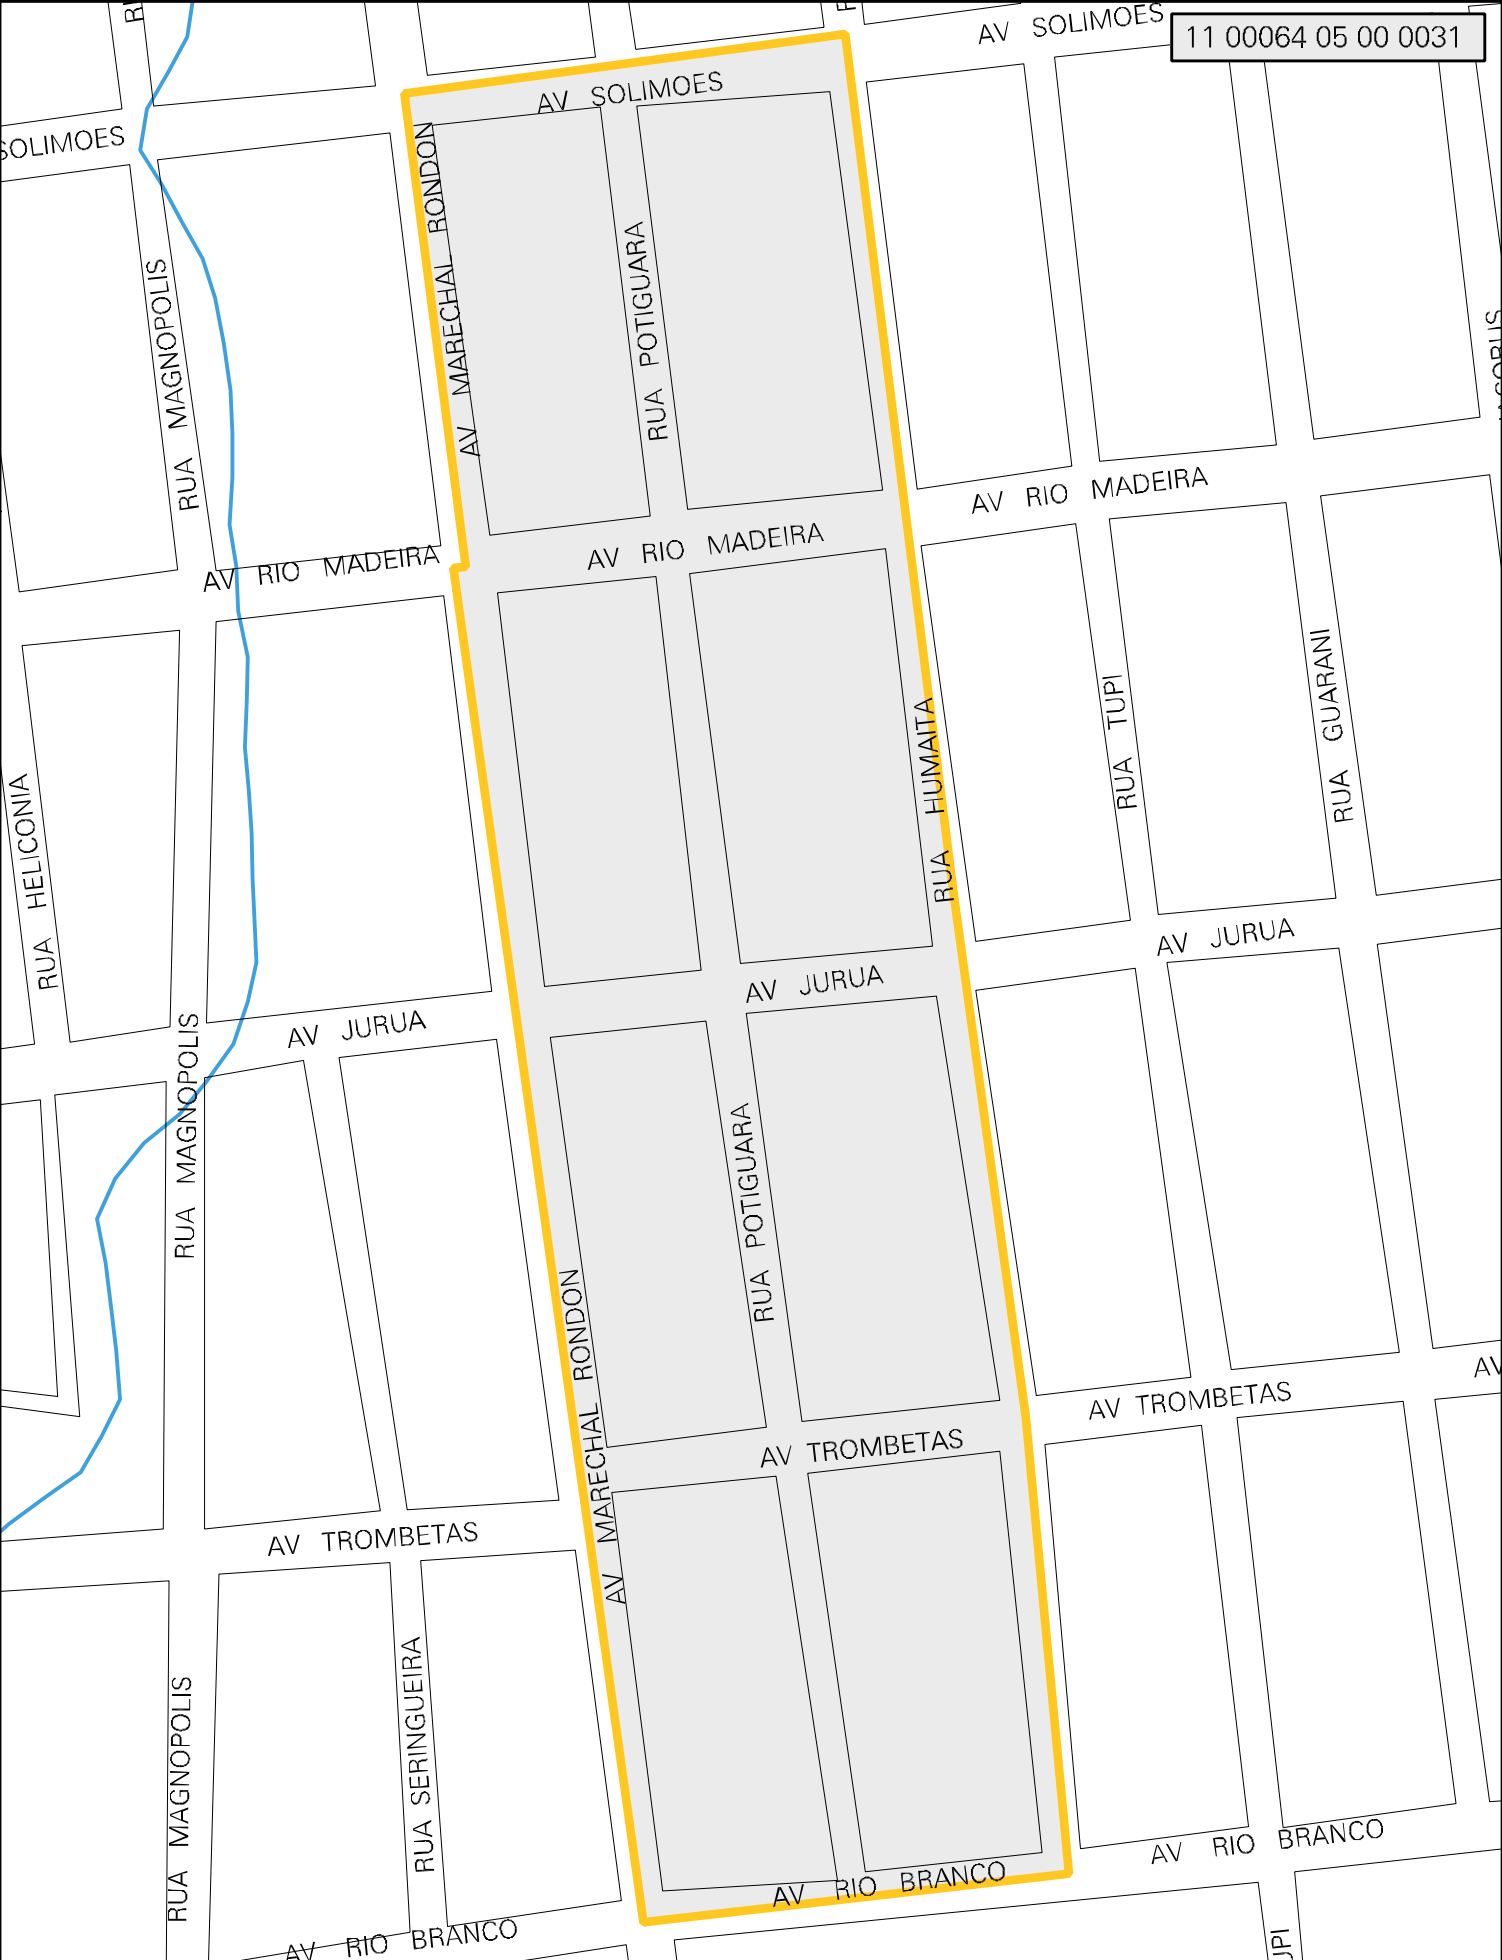 AV SOLIMOES
11 00064 05 00 0031
AV SOLIMOES
SOLIMOES
AV MARECHAL RONDON
RUA POTIGUARA
RUA MAGNOPOLIS
AV RIO MADEIRA
AV RIO MADEIRA
AV RIO MADEIRA
RUA HUMAITA
RUA TUPI
RUA GUARANI
RUA HELICONIA
AV JURUA
AV JURUA
AV JURUA
RUA MAGNOPOLIS
RUA POTIGUARA
AV MARECHAL RONDON
AV TROMBETAS
AV
AV TROMBETAS
AV TROMBETAS
RUA SERINGUEIRA
RUA MAGNOPOLIS
AV RIO BRANCO
AV RIO BRANCO
AV RIO BRANCO
UPI